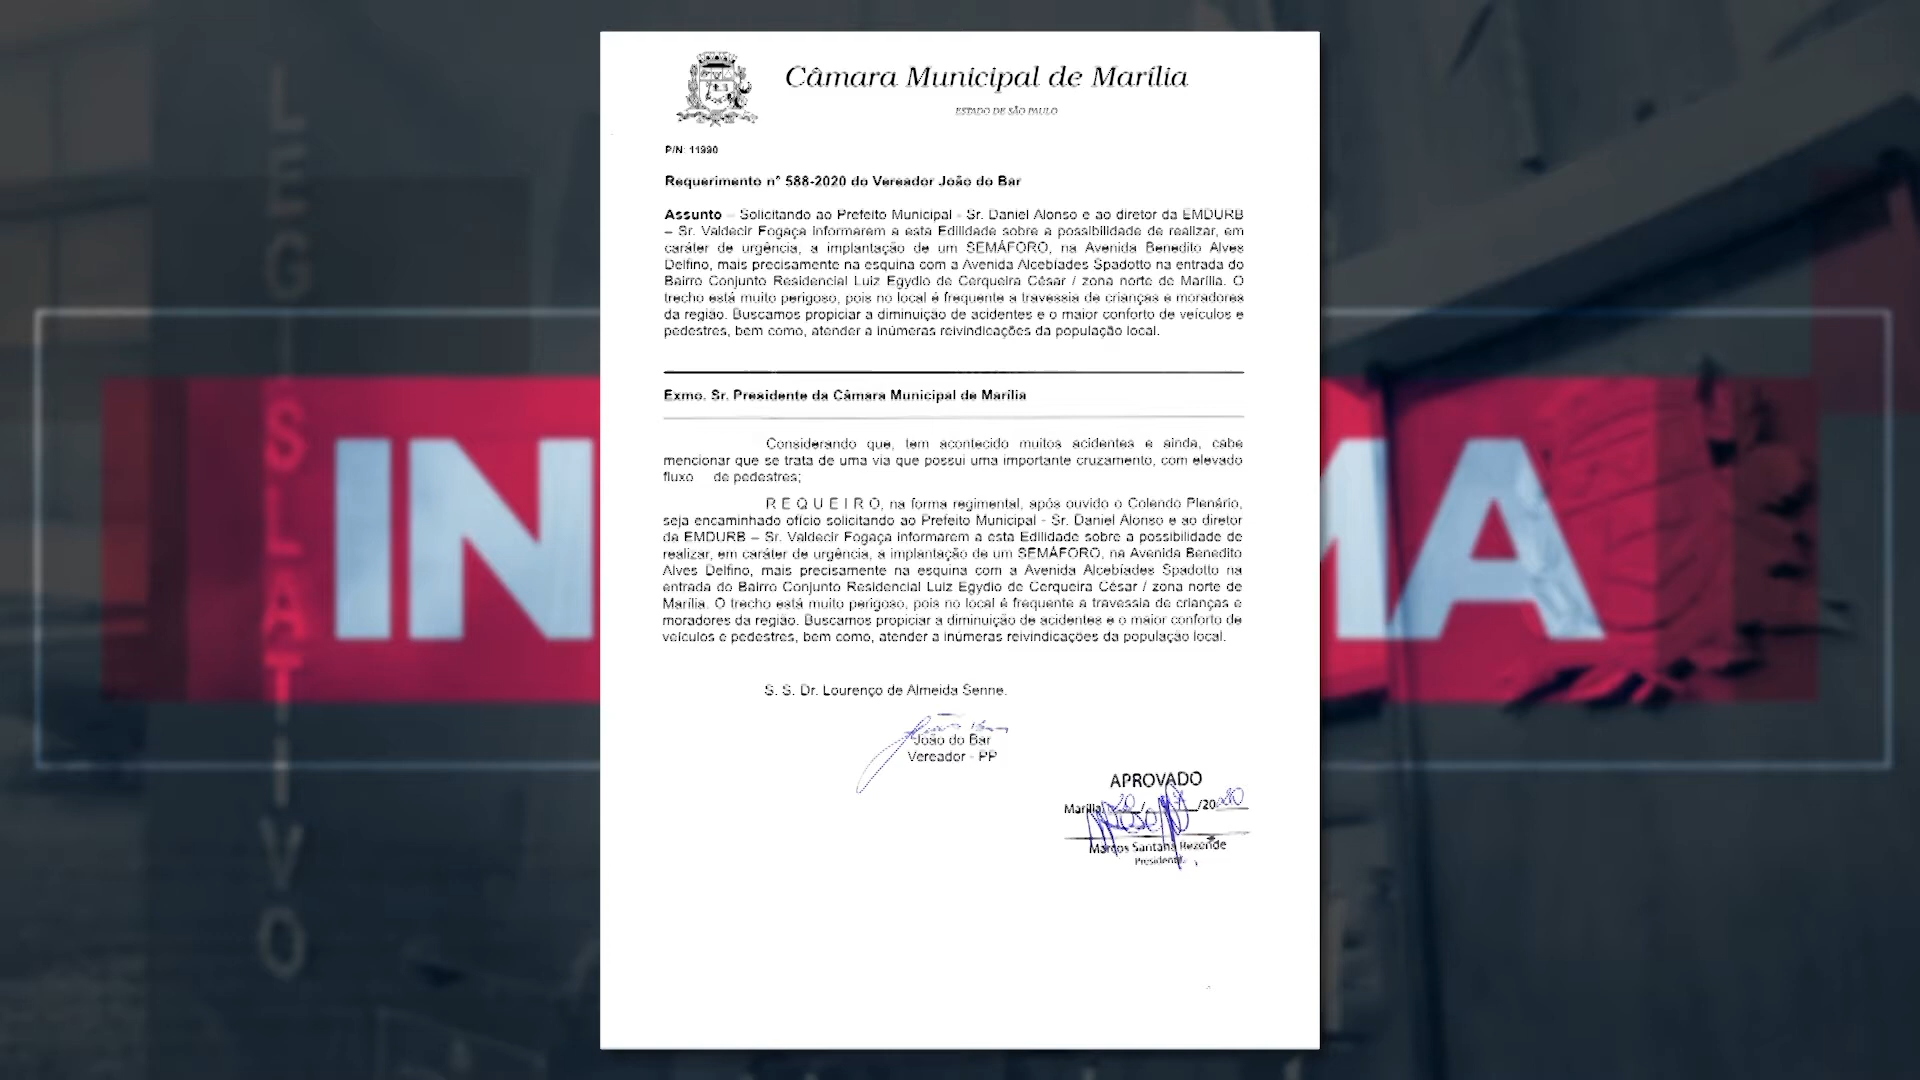 Câmara Municipal de Marília
ESTADO DE SÃO PAULO
P/N: 11990
Requerimento n° 588-2020 do Vereador João do Bar
Assunto – Solicitando ao Prefeito Municipal - Sr. Daniel Alonso e ao diretor da EMDURB
– Sr. Valdecir Fogaça informarem a esta Edilidade sobre a possibilidade de realizar, em
caráter de urgência, a implantação de um SEMÁFORO, na Avenida Benedito Alves
Delfino, mais precisamente na esquina com a Avenida Alcebíades Spadotto na entrada do
Bairro Conjunto Residencial Luiz Egydio de Cerqueira César / zona norte de Marília. O
trecho está muito perigoso, pois no local é frequente a travessia de crianças e moradores
da região. Buscamos propiciar a diminuição de acidentes e o maior conforto de veículos e
pedestres, bem como, atender a inúmeras reivindicações da população local.
Exmo. Sr. Presidente da Câmara Municipal de Marília
Considerando que, tem acontecido muitos acidentes e ainda, cabe
mencionar que se trata de uma via que possui uma importante cruzamento, com elevado
fluxo de pedestres;
R E Q U E I R O, na forma regimental, após ouvido o Colendo Plenário,
seja encaminhado ofício solicitando ao Prefeito Municipal - Sr. Daniel Alonso e ao diretor
da EMDURB – Sr. Valdecir Fogaça informarem a esta Edilidade sobre a possibilidade de
realizar, em caráter de urgência, a implantação de um SEMÁFORO, na Avenida Benedito
Alves Delfino, mais precisamente na esquina com a Avenida Alcebíades Spadotto na
entrada do Bairro Conjunto Residencial Luiz Egydio de Cerqueira César / zona norte de
Marília. O trecho está muito perigoso, pois no local é frequente a travessia de crianças e
moradores da região. Buscamos propiciar a diminuição de acidentes e o maior conforto de
veículos e pedestres, bem como, atender a inúmeras reivindicações da população local.
S. S. Dr. Lourenço de Almeida Senne.
João do Bar
Vereador - PP
APROVADO
Marília, / /20
Marcos Santana Rezende
Presidente
LEGISLATIVO
IN
MA